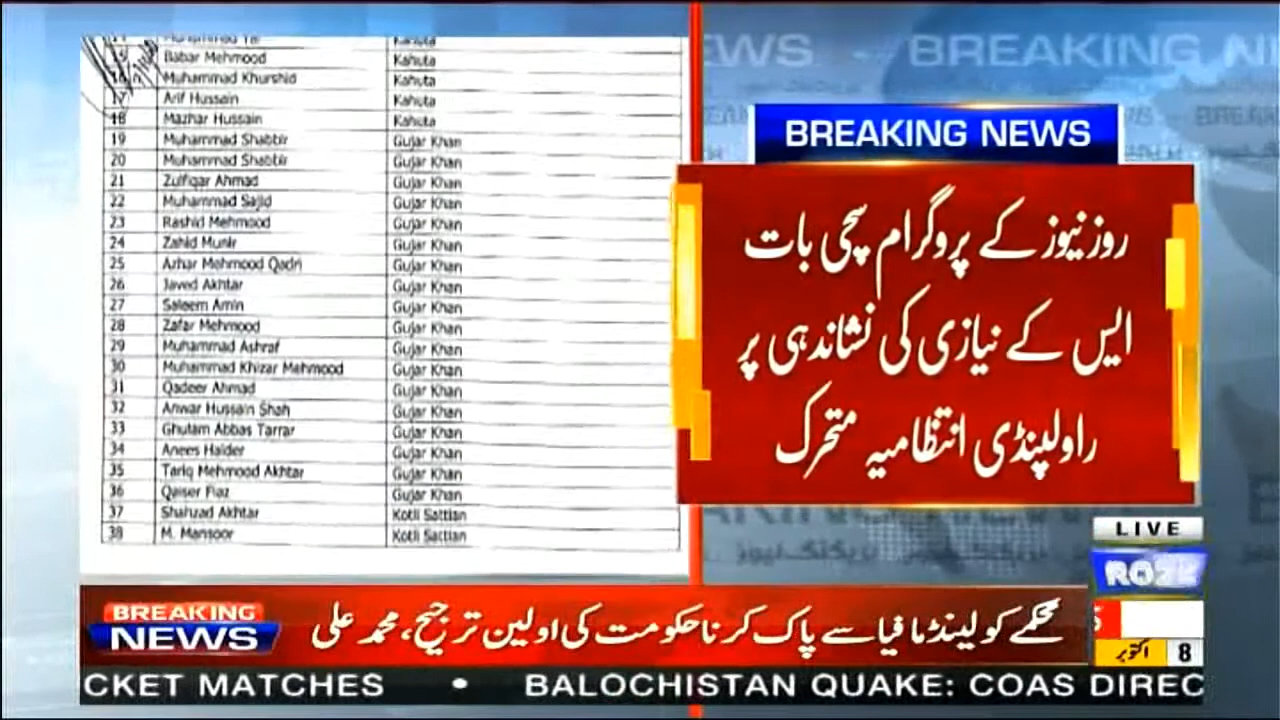 Kahuta
15 Babar Mehmood Kahuta
16 Muhammad Khurshid Kahuta
17 Arif Hussain Kahuta
18 Mazhar Hussain Kahuta
19 Muhammad Shabbir Gujar Khan
20 Muhammad Shabbir Gujar Khan
21 Zulfiqar Ahmad Gujar Khan
22 Muhammad Sajid Gujar Khan
23 Rashid Mehmood Gujar Khan
24 Zahid Munir Gujar Khan
25 Azhar Mehmood Qadri Gujar Khan
26 Javed Akhtar Gujar Khan
27 Saleem Amin Gujar Khan
28 Zafar Mehmood Gujar Khan
29 Muhammad Ashraf Gujar Khan
30 Muhammad Khizar Mehmood Gujar Khan
31 Qadeer Ahmad Gujar Khan
32 Anwar Hussain Shah Gujar Khan
33 Ghulam Abbas Tarrar Gujar Khan
34 Anees Haider Gujar Khan
35 Tariq Mehmood Akhtar Gujar Khan
36 Qaiser Fiaz Gujar Khan
37 Shahzad Akhtar Kotli Sattian
38 M. Mansoor Kotli Sattian
EWS BREAKING N
BREAKING NEWS
روز نیوز کے پروگرام سچی بات
ایس کے نیازی کی نشاندہی پر
راولپنڈی انتظامیہ متحرک
LIVE
ROZE
8 اکتوبر
BREAKING
NEWS
محکمے کو لینڈ مافیا سے پاک کرنا حکومت کی اولین ترجیح، محمد علی
CKET MATCHES • BALOCHISTAN QUAKE: COAS DIREC